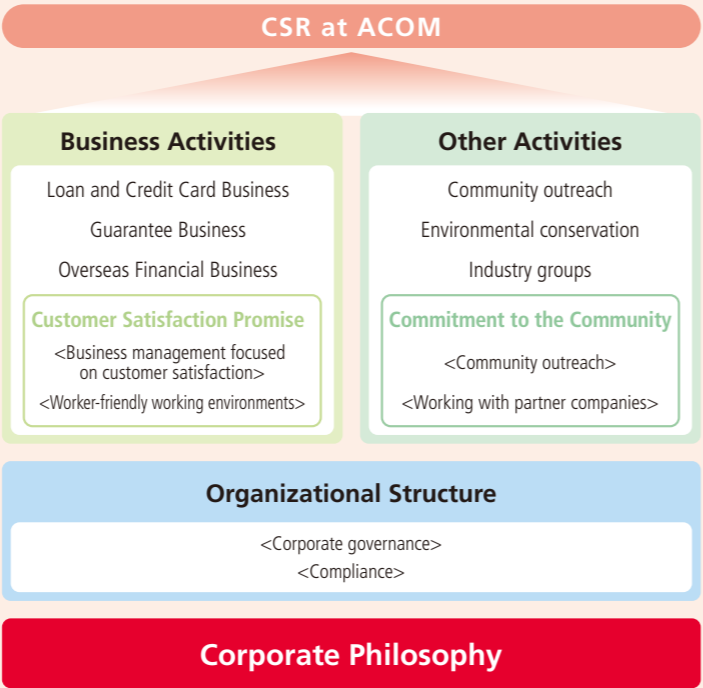 CSR at ACOM
Business Activities
Loan and Credit Card Business
Guarantee Business
Overseas Financial Business
Customer Satisfaction Promise
<Business management focused
on customer satisfaction>
<Worker-friendly working environments>
Other Activities
Community outreach
Environmental conservation
Industry groups
Commitment to the Community
<Community outreach>
<Working with partner companies>
Organizational Structure
<Corporate governance>
<Compliance>
Corporate Philosophy